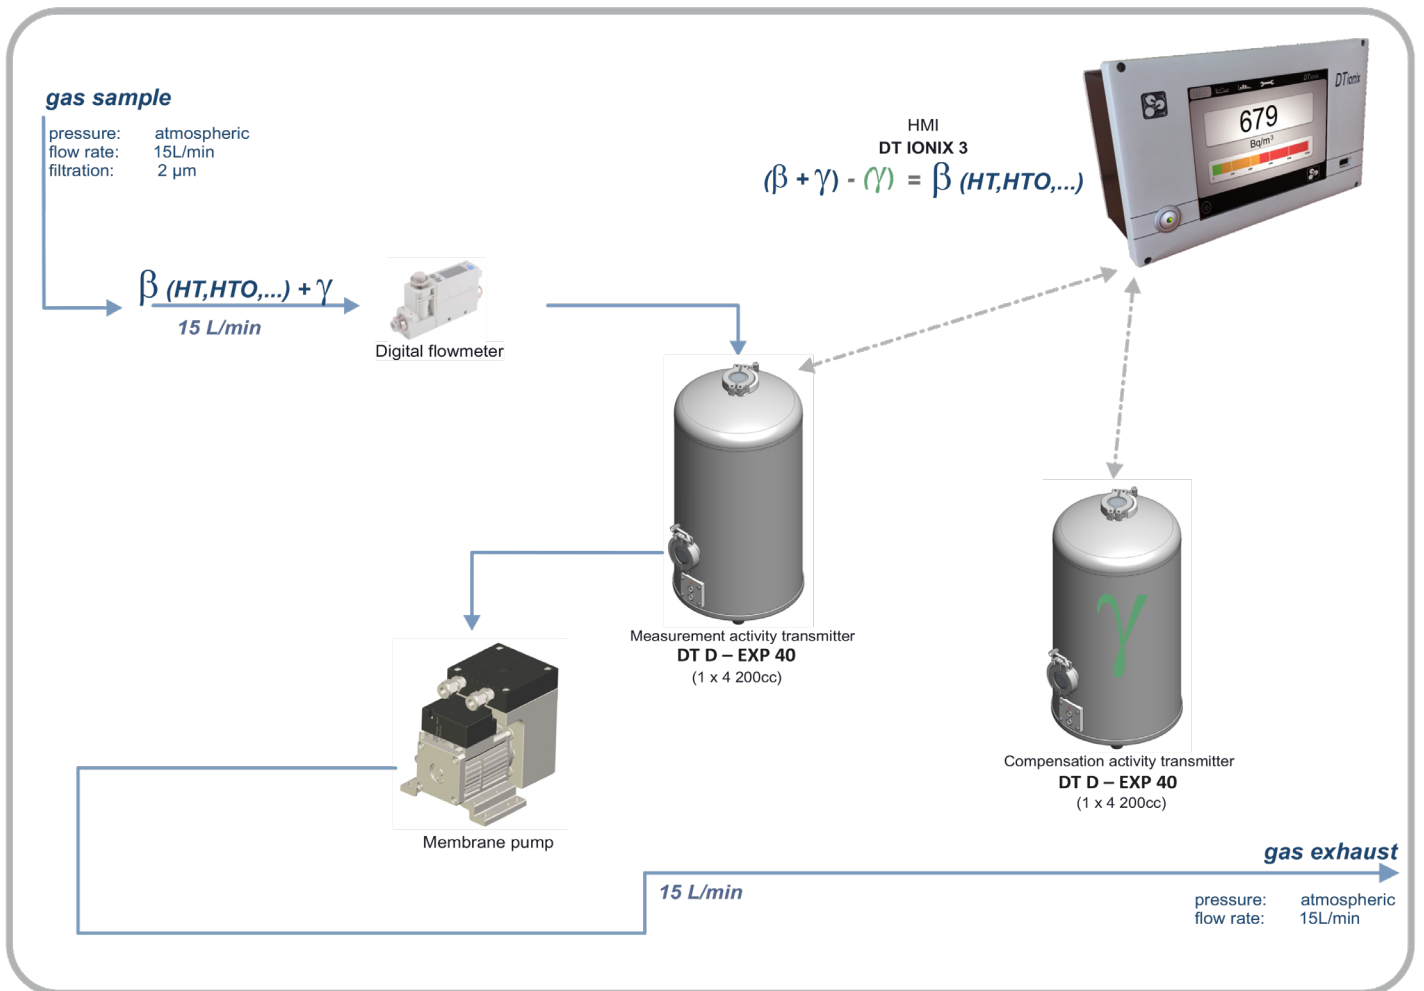 gas sample
pressure: atmospheric
flow rate: 15L/min
filtration: 2 µm
HMI
DT IONIX 3
(β + γ) - (γ) = β (HT,HTO,...)
DTionix
679
Bq/m³
β (HT,HTO,...) + γ
15 L/min
Digital flowmeter
Measurement activity transmitter
DT D – EXP 40
(1 x 4 200cc)
γ
Compensation activity transmitter
DT D – EXP 40
(1 x 4 200cc)
Membrane pump
gas exhaust
15 L/min
pressure: atmospheric
flow rate: 15L/min